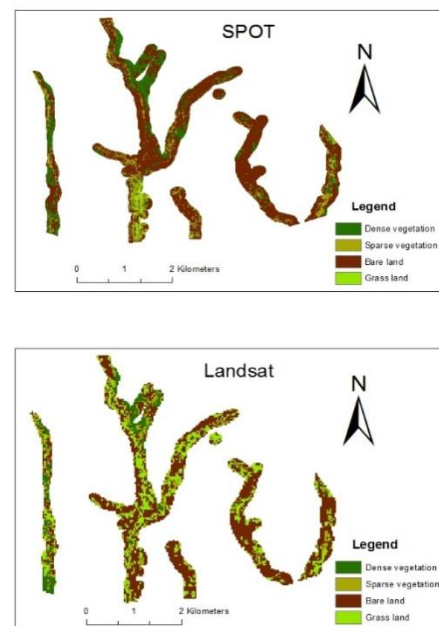 SPOT
N
Legend
Dense vegetation
Sparse vegetation
Bare land
Grass land
0 1 2 Kilometers
Landsat
N
Legend
Dense vegetation
Sparse vegetation
Bare land
Grass land
0 1 2 Kilometers